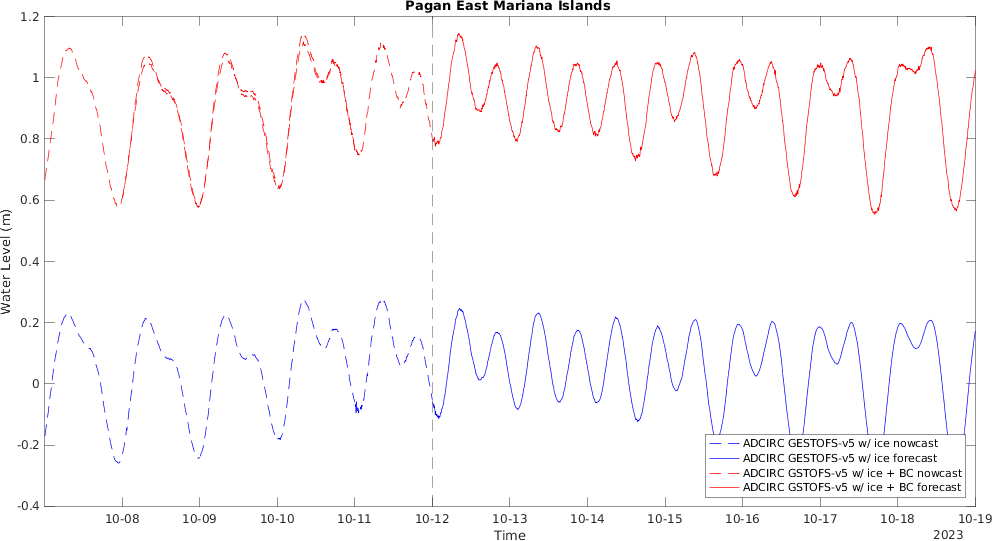 Pagan East Mariana Islands
Water Level (m)
1.2
1
0.8
0.6
0.4
0.2
0
-0.2
-0.4
ADCIRC GESTOFS-v5 w/ ice nowcast
ADCIRC GESTOFS-v5 w/ ice forecast
ADCIRC GSTOFS-v5 w/ ice + BC nowcast
ADCIRC GSTOFS-v5 w/ ice + BC forecast
10-08 10-09 10-10 10-11 10-12 10-13 10-14 10-15 10-16 10-17 10-18 10-19
Time
2023